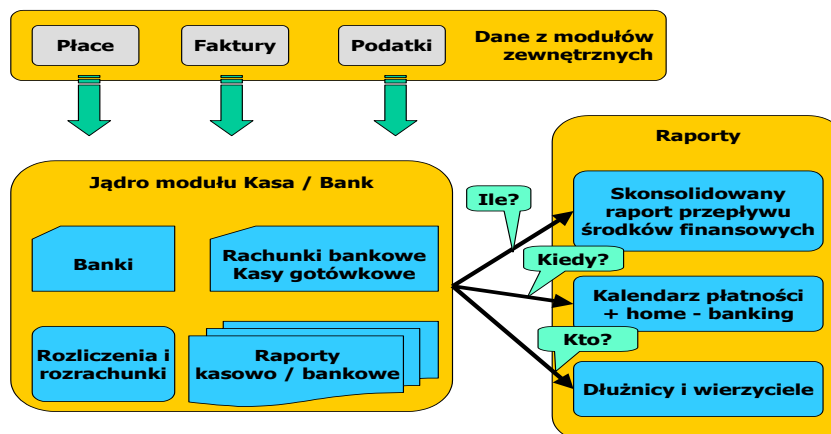 Płace
Faktury
Podatki
Dane z modułów
zewnętrznych
Raporty
Jądro modułu Kasa / Bank
Banki
Rachunki bankowe
Kasy gotówkowe
Rozliczenia i
rozrachunki
Raporty
kasowo / bankowe
Ile?
Kiedy?
Kto?
Skonsolidowany
raport przepływu
środków finansowych
Kalendarz płatności
+ home - banking
Dłużnicy i wierzyciele